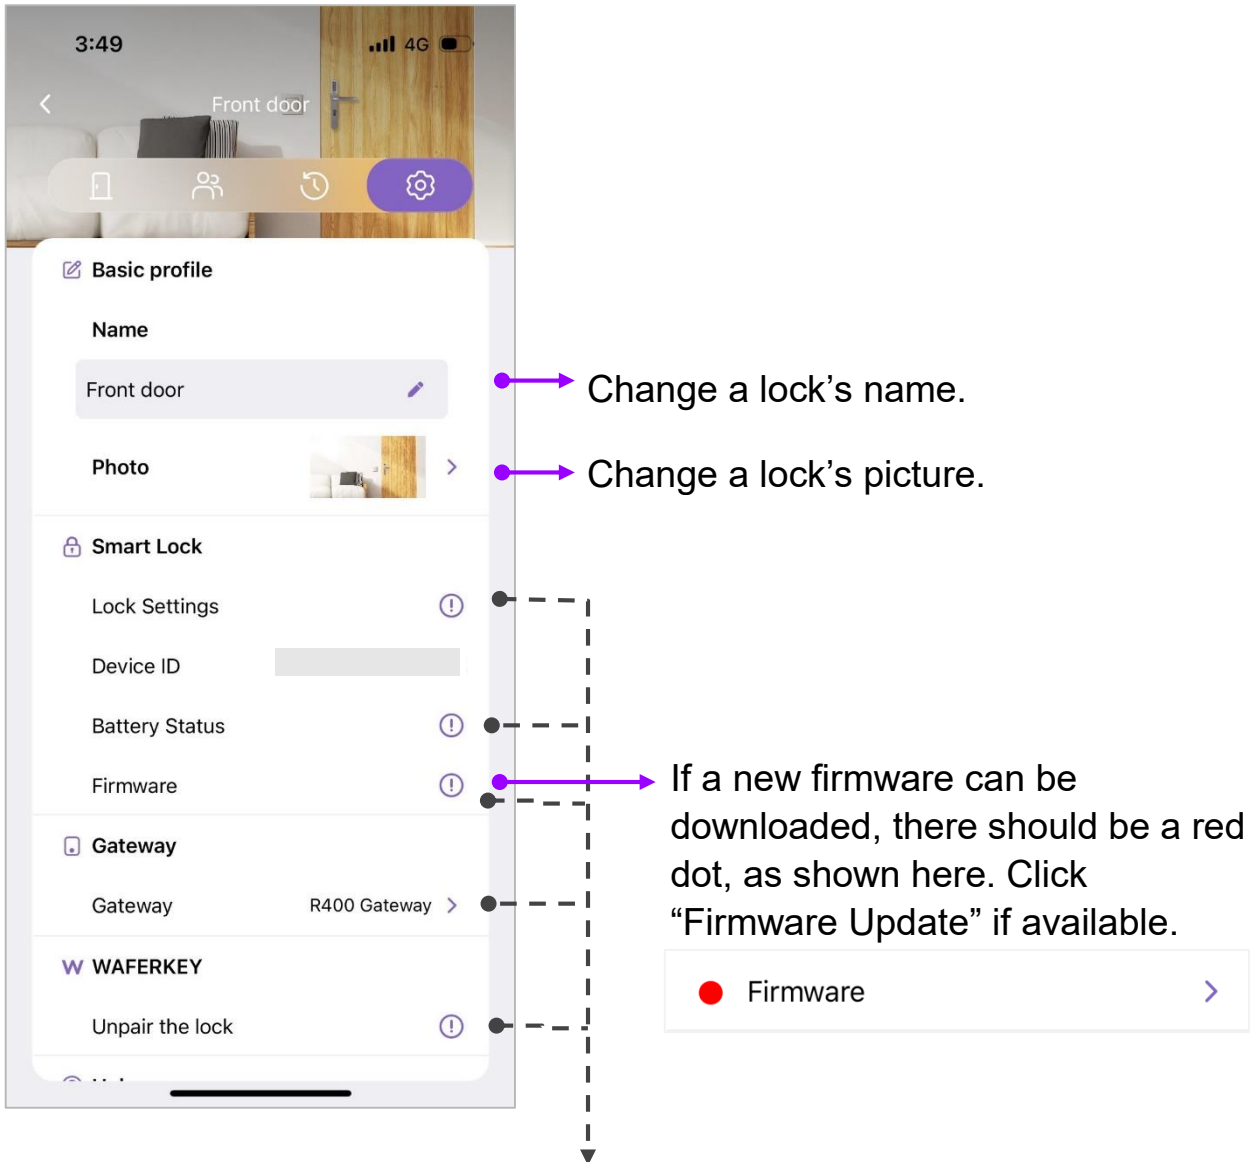 3:49
4G
Front door
Basic profile
Name
Front door
Change a lock’s name.
Photo
Change a lock’s picture.
Smart Lock
Lock Settings
Device ID
Battery Status
Firmware
If a new firmware can be
downloaded, there should be a red
dot, as shown here. Click
“Firmware Update” if available.
Firmware
Gateway
Gateway
R400 Gateway
W WAFERKEY
Unpair the lock